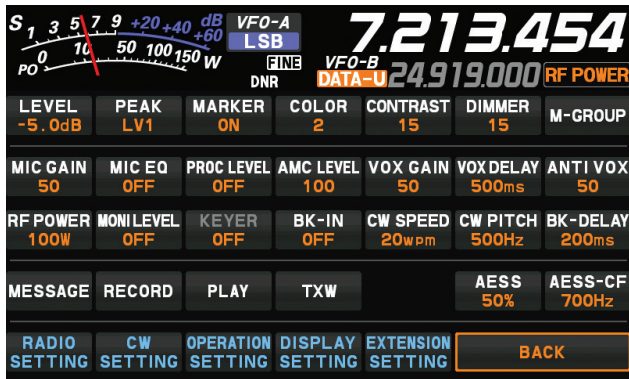 S 1 3 5 7 9 +20 +40 +60 dB VFO-A 7.213.454
LSB
PO 0 10 50 100 150 W FINE VFO-B
DNR DATA-U 24.919.000 RF POWER
LEVEL PEAK MARKER COLOR CONTRAST DIMMER M-GROUP
-5.0dB LV1 ON 2 15 15
MIC GAIN MIC EQ PROC LEVEL AMC LEVEL VOX GAIN VOX DELAY ANTI VOX
50 OFF OFF 100 50 500ms 50
RF POWER MONI LEVEL KEYER BK-IN CW SPEED CW PITCH BK-DELAY
100W OFF OFF OFF 20wpm 500Hz 200ms
MESSAGE RECORD PLAY TXW AESS AESS-CF
50% 700Hz
RADIO CW OPERATION DISPLAY EXTENSION BACK
SETTING SETTING SETTING SETTING SETTING